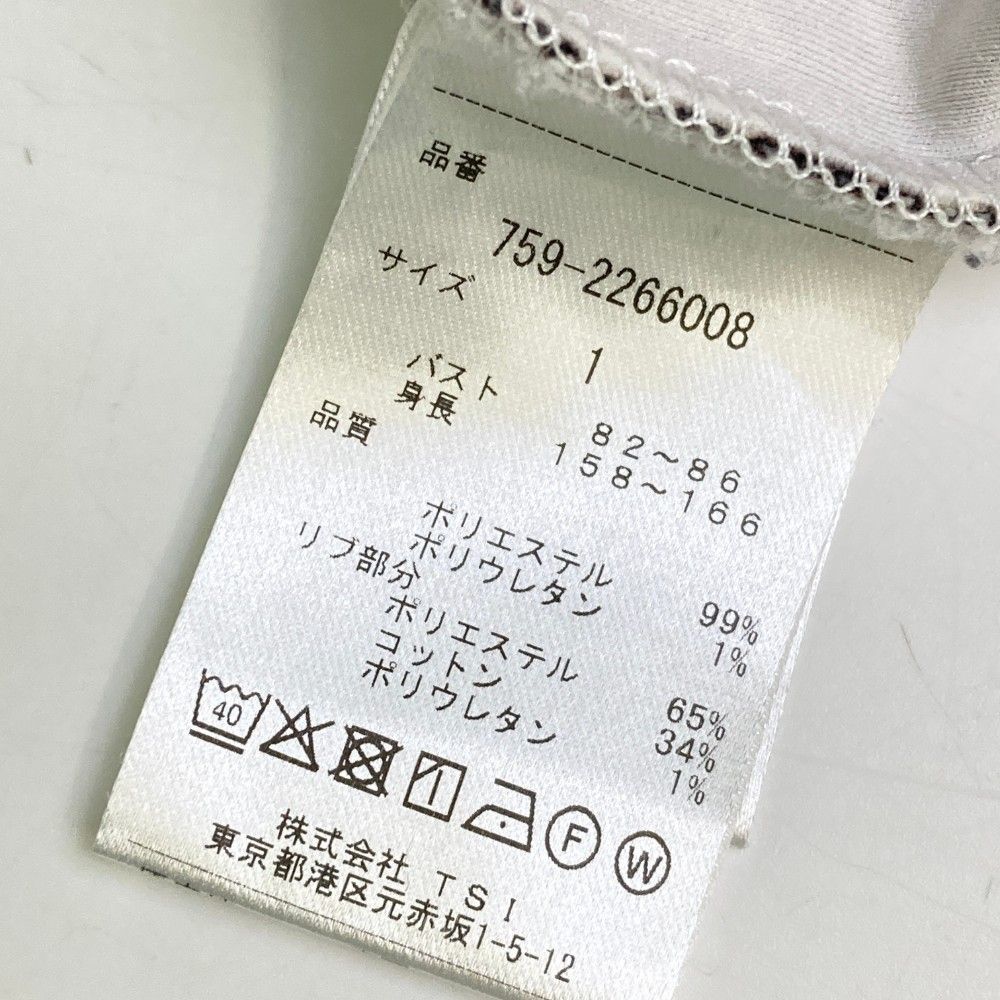 品番
759-2266008
サイズ
1
バスト 82～86
身長 158～166
品質
ポリエステル 99%
ポリウレタン 1%
リブ部分
ポリエステル 65%
コットン 34%
ポリウレタン 1%
40 F W
株式会社 TSI
東京都港区元赤坂1-5-12